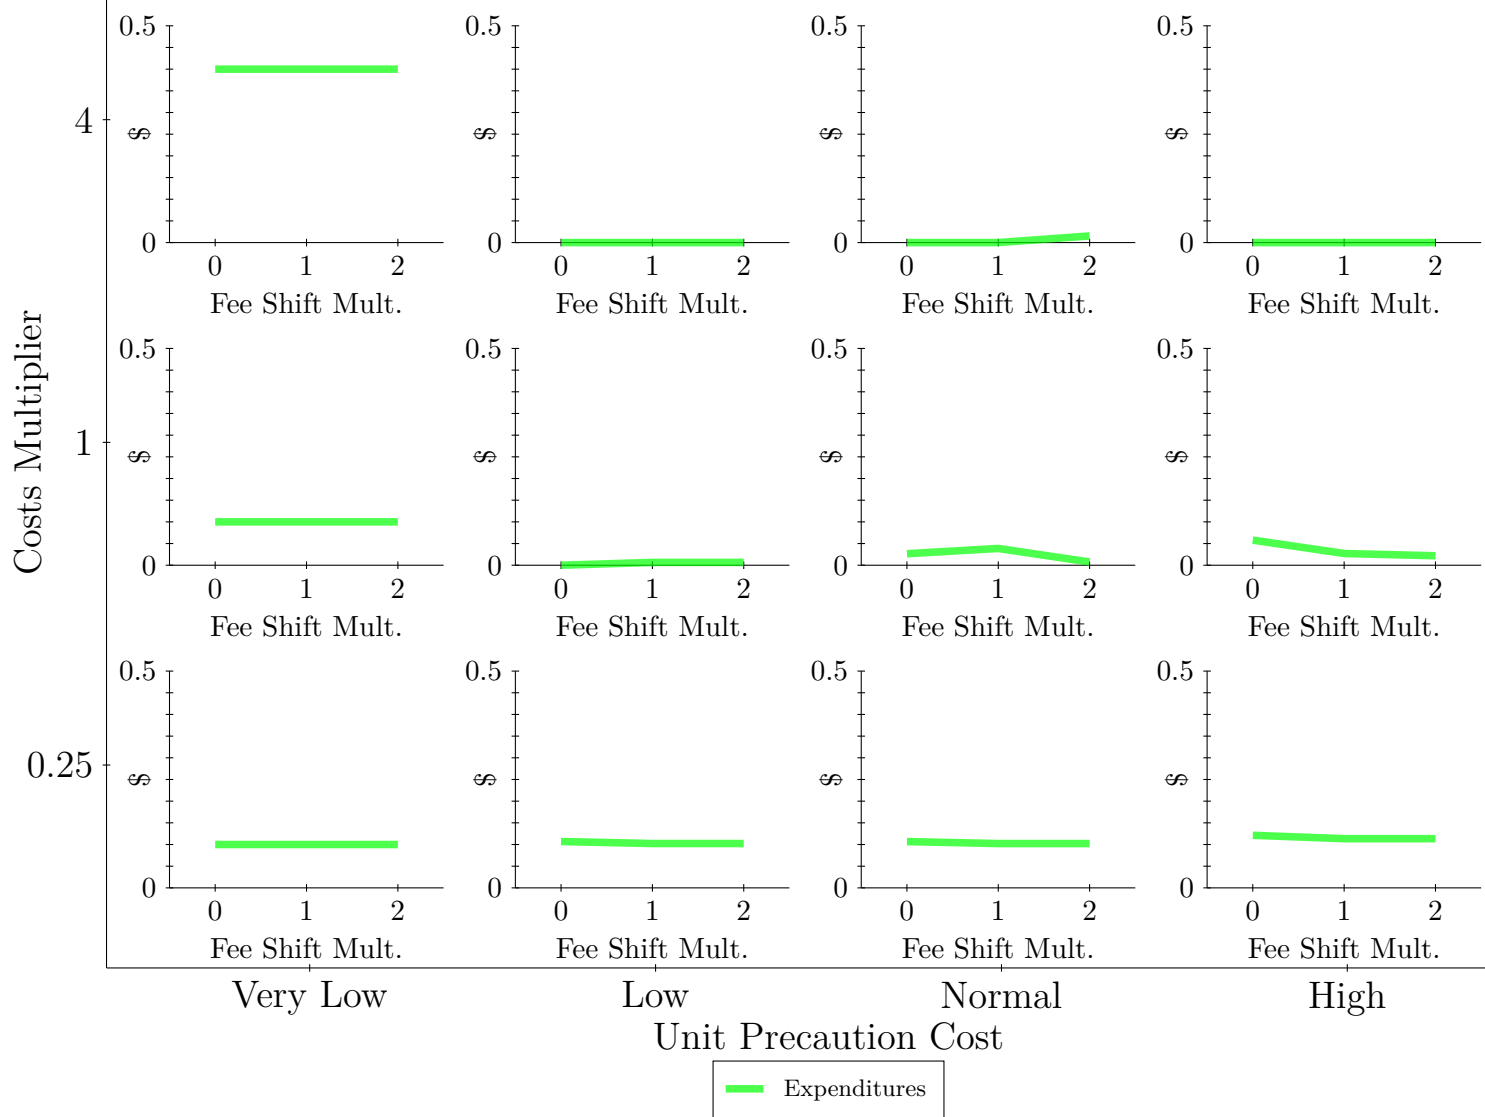 0.5 0.5 0.5 0.5
4 $ $ $ $
0 0 0 0
0 1 2 0 1 2 0 1 2 0 1 2
Fee Shift Mult. Fee Shift Mult. Fee Shift Mult. Fee Shift Mult.
Costs Multiplier
0.5 0.5 0.5 0.5
1 $ $ $ $
0 0 0 0
0 1 2 0 1 2 0 1 2 0 1 2
Fee Shift Mult. Fee Shift Mult. Fee Shift Mult. Fee Shift Mult.
0.5 0.5 0.5 0.5
0.25 $ $ $ $
0 0 0 0
0 1 2 0 1 2 0 1 2 0 1 2
Fee Shift Mult. Fee Shift Mult. Fee Shift Mult. Fee Shift Mult.
Very Low Low Normal High
Unit Precaution Cost
Expenditures